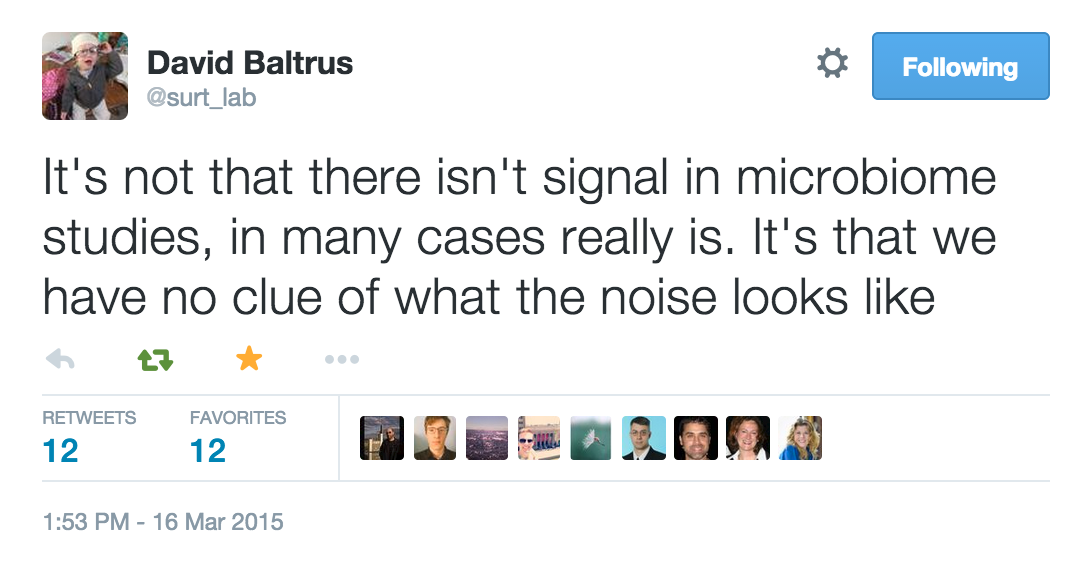 David Baltrus
@surt_lab
Following
It's not that there isn't signal in microbiome
studies, in many cases really is. It's that we
have no clue of what the noise looks like
RETWEETS
FAVORITES
12
12
1:53 PM - 16 Mar 2015